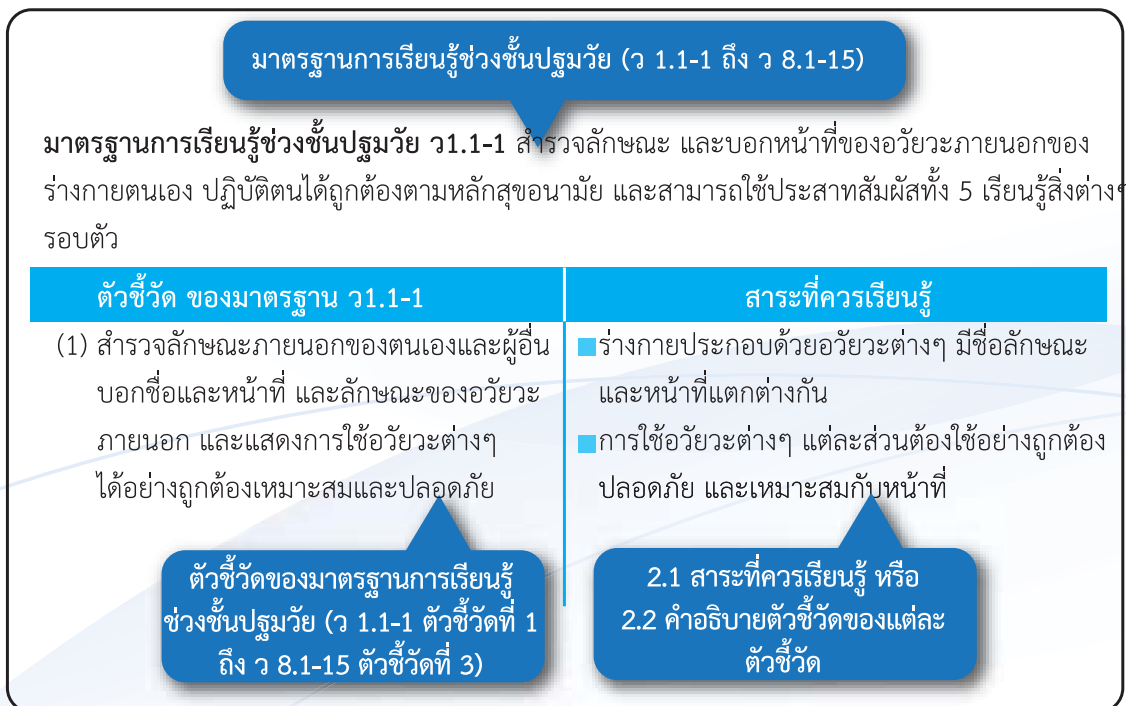 มาตรฐานการเรียนรู้ช่วงชั้นปฐมวัย (ว 1.1-1 ถึง ว 8.1-15)
มาตรฐานการเรียนรู้ช่วงชั้นปฐมวัย ว1.1-1 สำรวจลักษณะ และบอกหน้าที่ของอวัยวะภายนอกของ
ร่างกายตนเอง ปฏิบัติตนได้ถูกต้องตามหลักสุขอนามัย และสามารถใช้ประสาทสัมผัสทั้ง 5 เรียนรู้สิ่งต่างๆ
รอบตัว
ตัวชี้วัด ของมาตรฐาน ว1.1-1
(1) สำรวจลักษณะภายนอกของตนเองและผู้อื่น
บอกชื่อและหน้าที่ และลักษณะของอวัยวะ
ภายนอก และแสดงการใช้อวัยวะต่างๆ
ได้อย่างถูกต้องเหมาะสมและปลอดภัย
สาระที่ควรเรียนรู้
ร่างกายประกอบด้วยอวัยวะต่างๆ มีชื่อลักษณะ
และหน้าที่แตกต่างกัน
การใช้อวัยวะต่างๆ แต่ละส่วนต้องใช้อย่างถูกต้อง
ปลอดภัย และเหมาะสมกับหน้าที่
ตัวชี้วัดของมาตรฐานการเรียนรู้
ช่วงชั้นปฐมวัย (ว 1.1-1 ตัวชี้วัดที่ 1
ถึง ว 8.1-15 ตัวชี้วัดที่ 3)
2.1 สาระที่ควรเรียนรู้ หรือ
2.2 คำอธิบายตัวชี้วัดของแต่ละ
ตัวชี้วัด